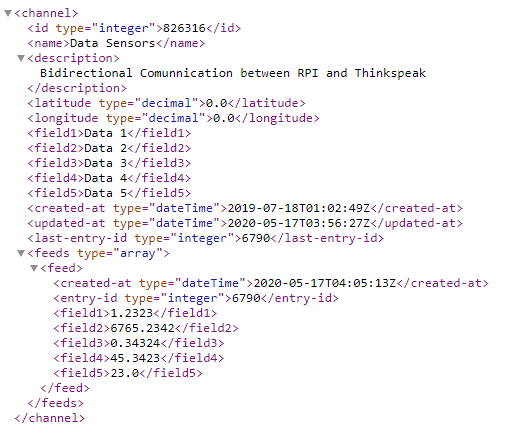 <channel>
<id type="integer">826316</id>
<name>Data Sensors</name>
<description>
Bidirectional Comunnication between RPI and Thinkspeak
</description>
<latitude type="decimal">0.0</latitude>
<longitude type="decimal">0.0</longitude>
<field1>Data 1</field1>
<field2>Data 2</field2>
<field3>Data 3</field3>
<field4>Data 4</field4>
<field5>Data 5</field5>
<created-at type="dateTime">2019-07-18T01:02:49Z</created-at>
<updated-at type="dateTime">2020-05-17T03:56:27Z</updated-at>
<last-entry-id type="integer">6790</last-entry-id>
<feeds type="array">
<feed>
<created-at type="dateTime">2020-05-17T04:05:13Z</created-at>
<entry-id type="integer">6790</entry-id>
<field1>1.2323</field1>
<field2>6765.2342</field2>
<field3>0.34324</field3>
<field4>45.3423</field4>
<field5>23.0</field5>
</feed>
</feeds>
</channel>